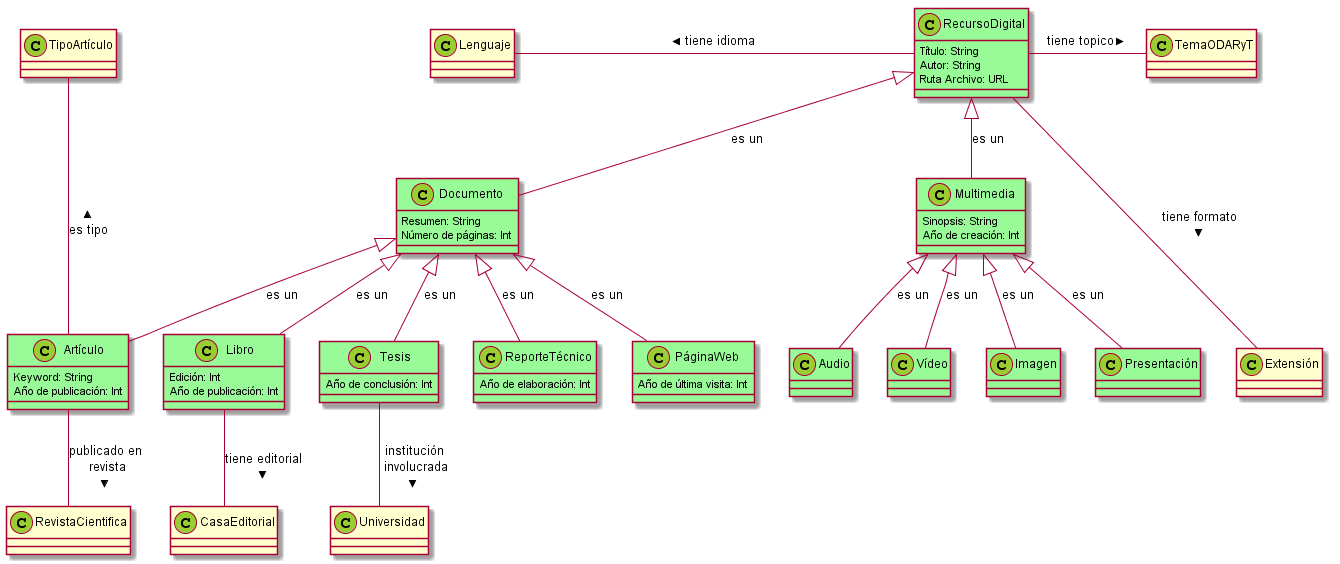 C TipoArtículo
C Lenguaje
◄ tiene idioma
C RecursoDigital
Título: String
Autor: String
Ruta Archivo: URL
tiene topico ►
C TemaODARyT
es un
es un
▲
es tipo
C Documento
Resumen: String
Número de páginas: Int
C Multimedia
Sinopsis: String
Año de creación: Int
tiene formato
▼
es un
es un
es un
es un
es un
es un
es un
es un
es un
C Artículo
Keyword: String
Año de publicación: Int
C Libro
Edición: Int
Año de publicación: Int
C Tesis
Año de conclusión: Int
C ReporteTécnico
Año de elaboración: Int
C PáginaWeb
Año de última visita: Int
C Audio
C Vídeo
C Imagen
C Presentación
C Extensión
publicado en
revista
▼
tiene editorial
▼
institución
involucrada
▼
C RevistaCientifica
C CasaEditorial
C Universidad